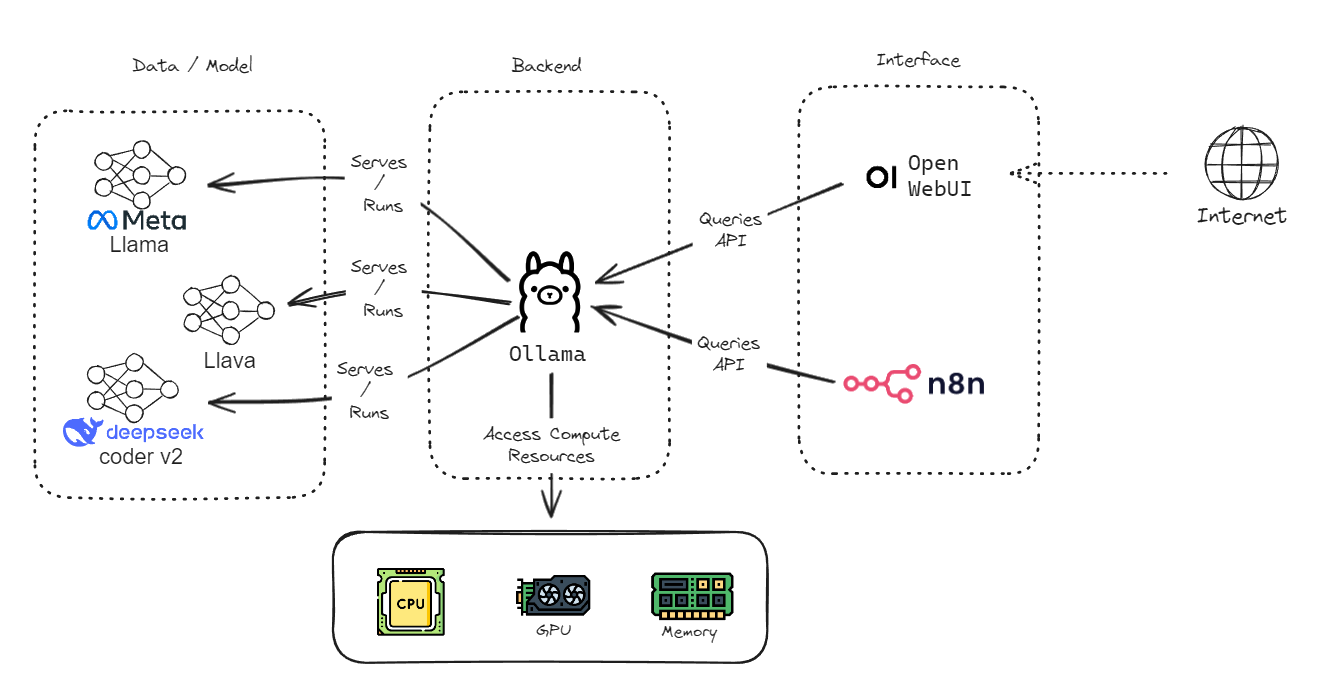 Data / Model
Backend
Interface
Meta
Llama
Llava
deepseek
coder v2
Serves
/
Runs
Serves
/
Runs
Serves
/
Runs
Ollama
Access Compute
Resources
Queries
API
Queries
API
OI
Open
WebUI
n8n
Internet
CPU
GPU
Memory